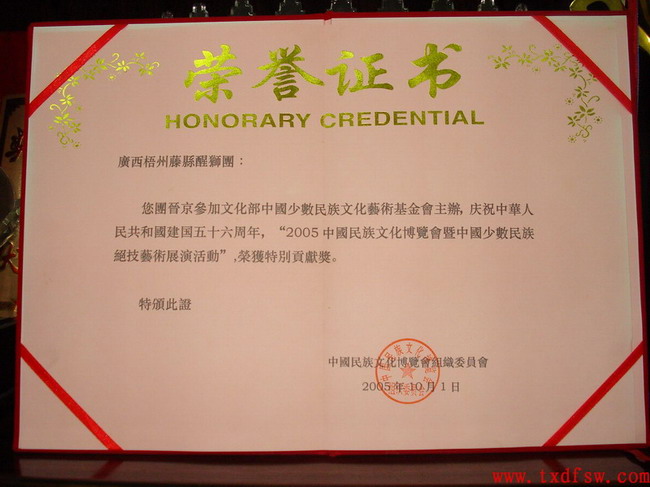 荣誉证书
HONORARY CREDENTIAL
廣西梧州藤縣醒獅團：
您團晉京參加文化部中國少數民族文化藝術基金會主辦，庆祝中華人
民共和國建国五十六周年，“2005中國民族文化博覽會暨中國少數民族
絕技藝術展演活動”,榮獲特別貢獻獎。
特頒此證
中國民族文化博覽會組織委員會
2005年10月1日
www.txdfsw.com